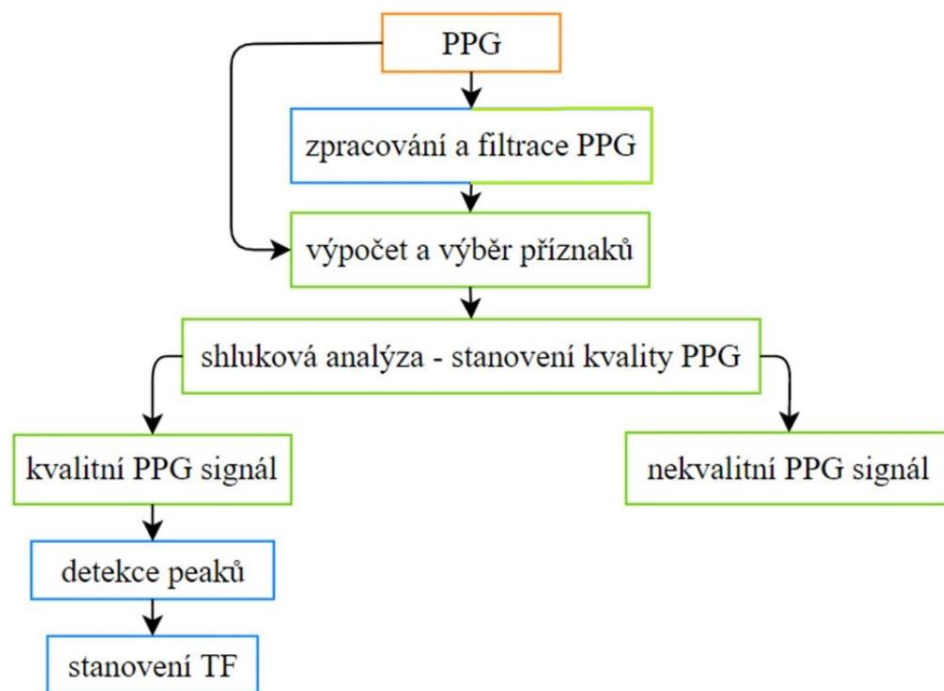 PPG
zpracování a filtrace PPG
výpočet a výběr příznaků
shluková analýza - stanovení kvality PPG
kvalitní PPG signál
nekvalitní PPG signál
detekce peaků
stanovení TF